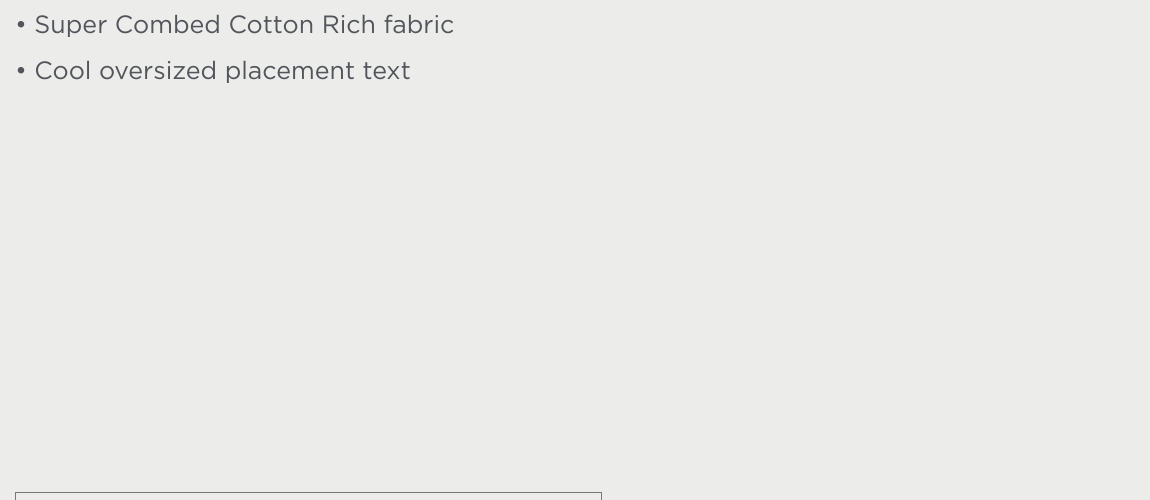 • Super Combed Cotton Rich fabric
• Cool oversized placement text